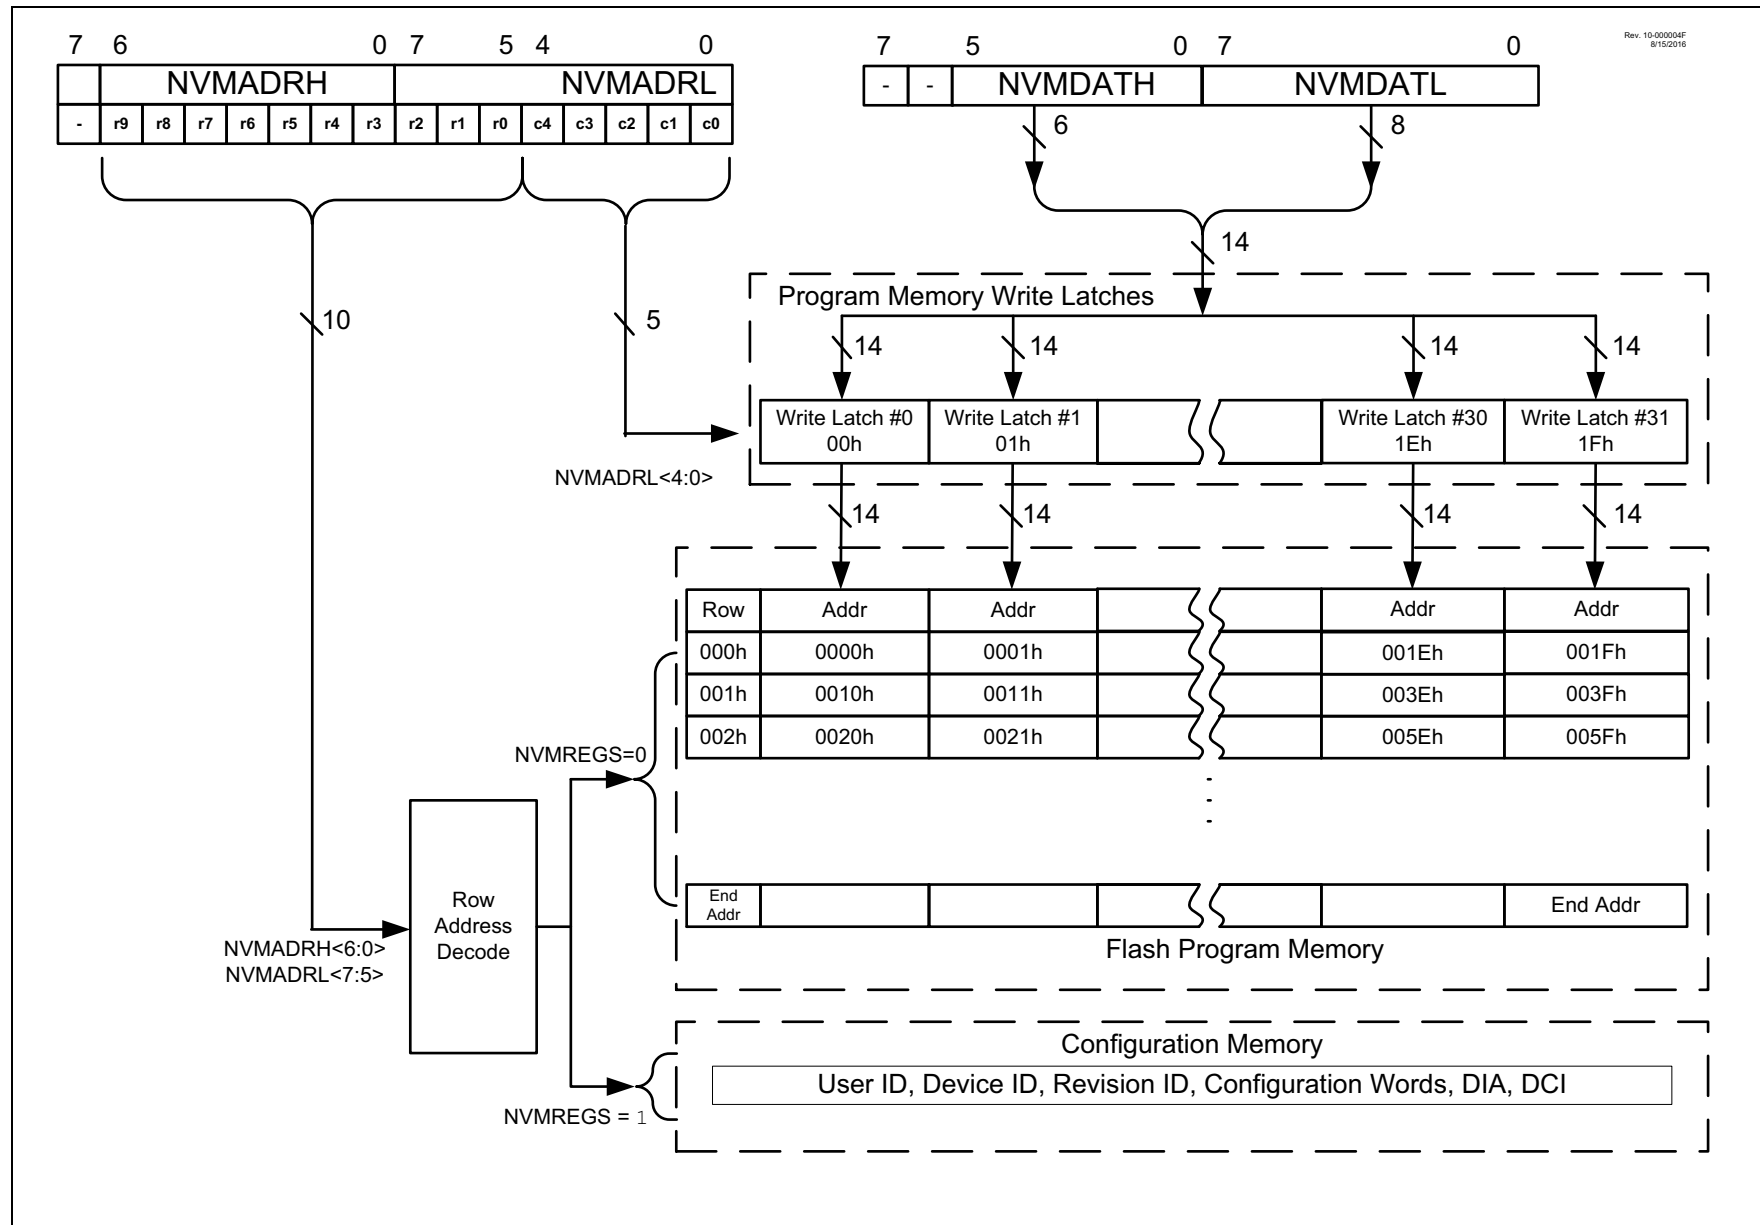 7 6 0 7 5 4 0 7 5 0 7 0
Rev. 10-000004F
8/15/2016
NVMADRH NVMADRL - - NVMDATH NVMDATL
- r9 r8 r7 r6 r5 r4 r3 r2 r1 r0 c4 c3 c2 c1 c0
6 8
14
Program Memory Write Latches
10 5
14 14 14 14
Write Latch #0 Write Latch #1 Write Latch #30 Write Latch #31
00h 01h 1Eh 1Fh
NVMADRL<4:0>
14 14 14 14
Row Addr Addr Addr Addr
000h 0000h 0001h 001Eh 001Fh
001h 0010h 0011h 003Eh 003Fh
002h 0020h 0021h 005Eh 005Fh
NVMREGS=0
End
Addr
End Addr
Row
Address
Decode
NVMADRH<6:0>
NVMADRL<7:5>
Flash Program Memory
Configuration Memory
User ID, Device ID, Revision ID, Configuration Words, DIA, DCI
NVMREGS = 1